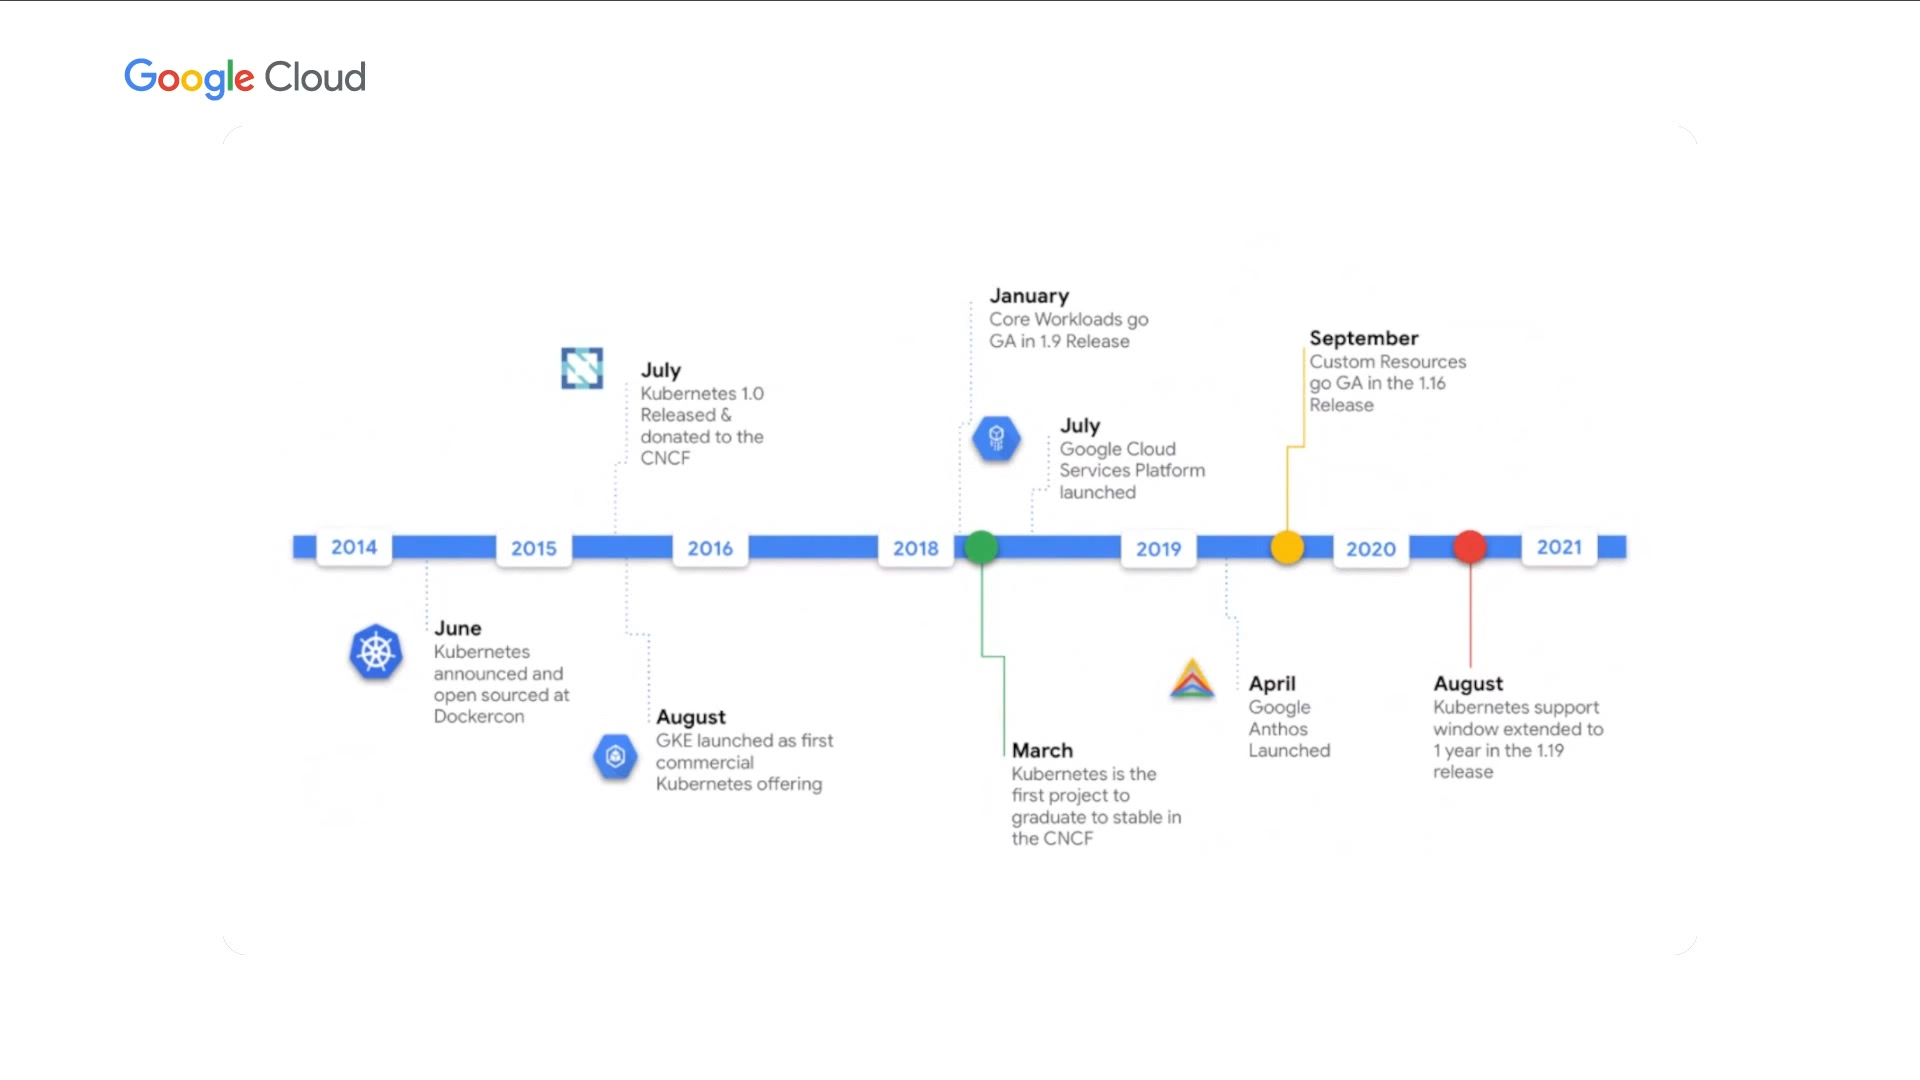 Google Cloud
January
Core Workloads go
GA in 1.9 Release
September
Custom Resources
go GA in the 1.16
Release
July
Kubernetes 1.0
Released &
donated to the
CNCF
July
Google Cloud
Services Platform
launched
2014
2015
2016
2018
2019
2020
2021
June
Kubernetes
announced and
open sourced at
Dockercon
August
GKE launched as first
commercial
Kubernetes offering
March
Kubernetes is the
first project to
graduate to stable in
the CNCF
April
Google
Anthos
Launched
August
Kubernetes support
window extended to
1 year in the 1.19
release